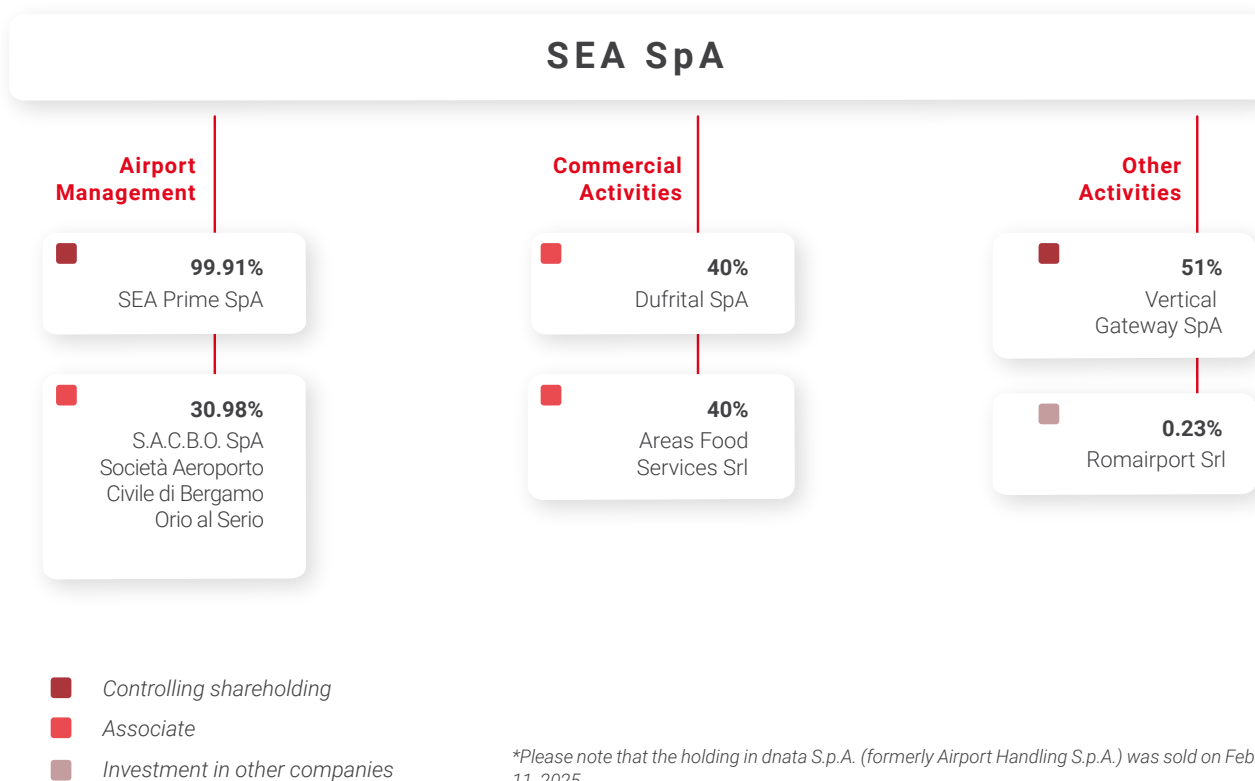 SEA SpA
Airport
Management
99.91%
SEA Prime SpA
30.98%
S.A.C.B.O. SpA
Società Aeroporto
Civile di Bergamo
Orio al Serio
Commercial
Activities
40%
Dufrital SpA
40%
Areas Food
Services Srl
Other
Activities
51%
Vertical
Gateway SpA
0.23%
Romairport Srl
Controlling shareholding
Associate
Investment in other companies
*Please note that the holding in dnata S.p.A. (formerly Airport Handling S.p.A.) was sold on Feb
11, 2025